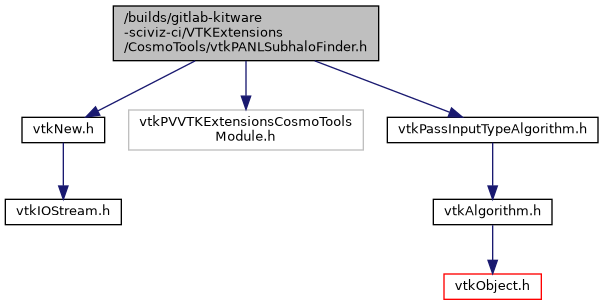 /builds/gitlab-kitware
-sciviz-ci/VTKExtensions
/CosmoTools/vtkPANLSubhaloFinder.h
vtkNew.h
vtkPVVTKExtensionsCosmoTools
Module.h
vtkPassInputTypeAlgorithm.h
vtkIOStream.h
vtkAlgorithm.h
vtkObject.h